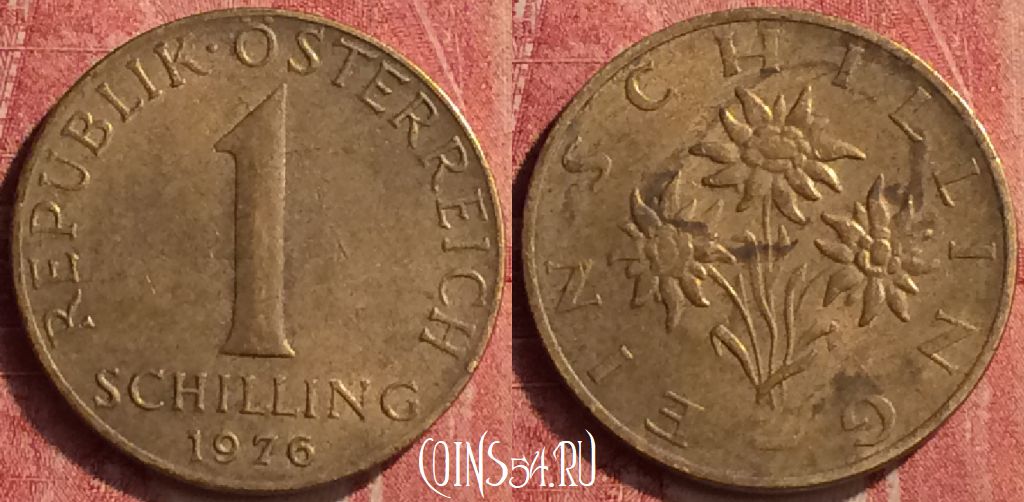 REPUBLIK · ÖSTERREICH
1
SCHILLING
1976
EIN SCHILLING
COINS54.RU